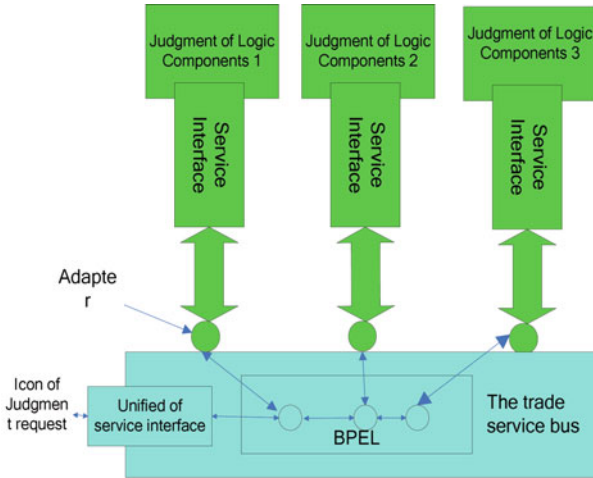 Judgment of Logic
Components 1
Judgment of Logic
Components 2
Judgment of Logic
Components 3
Service
Interface
Service
Interface
Service
Interface
Adapte
r
Icon of
Judgmen
t request
Unified of
service interface
BPEL
The trade
service bus